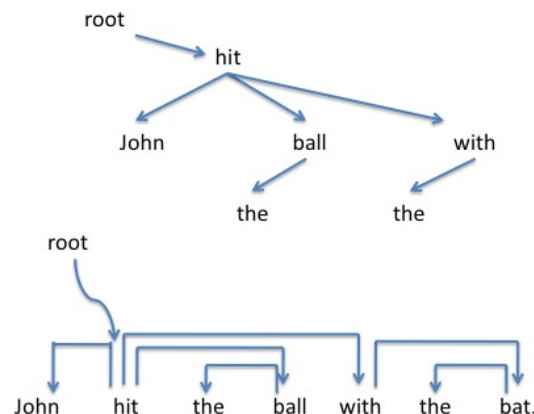 root
hit
John ball with
the the
root
John hit the ball with the bat.